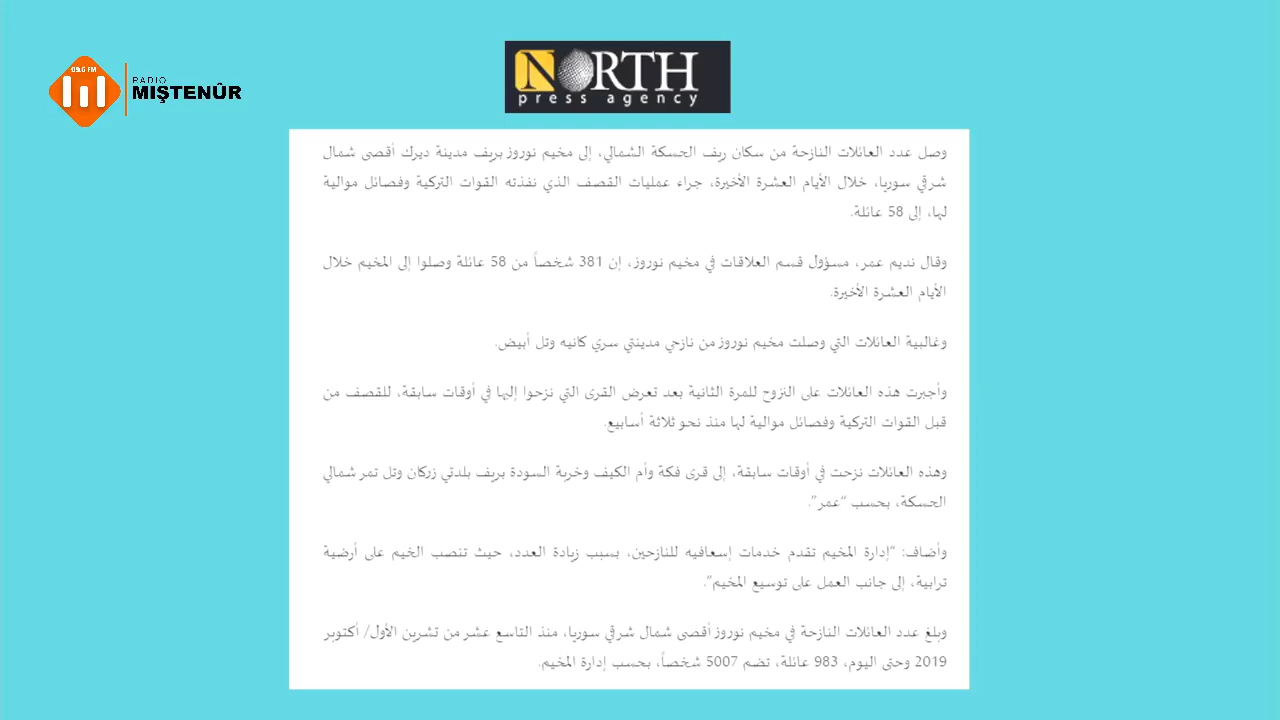 NORTH
press agency
99.6 FM
RADIO
MIŞTENÛR
وصل عدد العائلات النازحة من سكان ريف الحسكة الشمالي، إلى مخيم نوروز بريف مدينة ديرك أقصى شمال
شرقي سوريا، خلال الأيام العشرة الأخيرة، جراء عمليات القصف الذي نفذته القوات التركية وفصائل موالية
لها، إلى 58 عائلة.
وقال نديم عمر، مسؤول قسم العلاقات في مخيم نوروز، إن 381 شخصاً من 58 عائلة وصلوا إلى المخيم خلال
الأيام العشرة الأخيرة.
وغالبية العائلات التي وصلت مخيم نوروز من نازحي مدينتي سري كانيه وتل أبيض.
وأجبرت هذه العائلات على النزوح للمرة الثانية بعد تعرض القرى التي نزحوا إليها في أوقات سابقة، للقصف من
قبل القوات التركية وفصائل موالية لها منذ نحو ثلاثة أسابيع.
وهذه العائلات نزحت في أوقات سابقة، إلى قرى فكة وأم الكيف وخربة السودة بريف بلدتي زركان وتل تمر شمالي
الحسكة، بحسب “عمر”.
وأضاف: “إدارة المخيم تقدم خدمات إسعافيه للنازحين، بسبب زيادة العدد، حيث تنصب الخيم على أرضية
ترابية، إلى جانب العمل على توسيع المخيم”.
وبلغ عدد العائلات النازحة في مخيم نوروز أقصى شمال شرقي سوريا، منذ التاسع عشر من تشرين الأول/ أكتوبر
2019 وحتى اليوم، 983 عائلة، تضم 5007 شخصاً، بحسب إدارة المخيم.